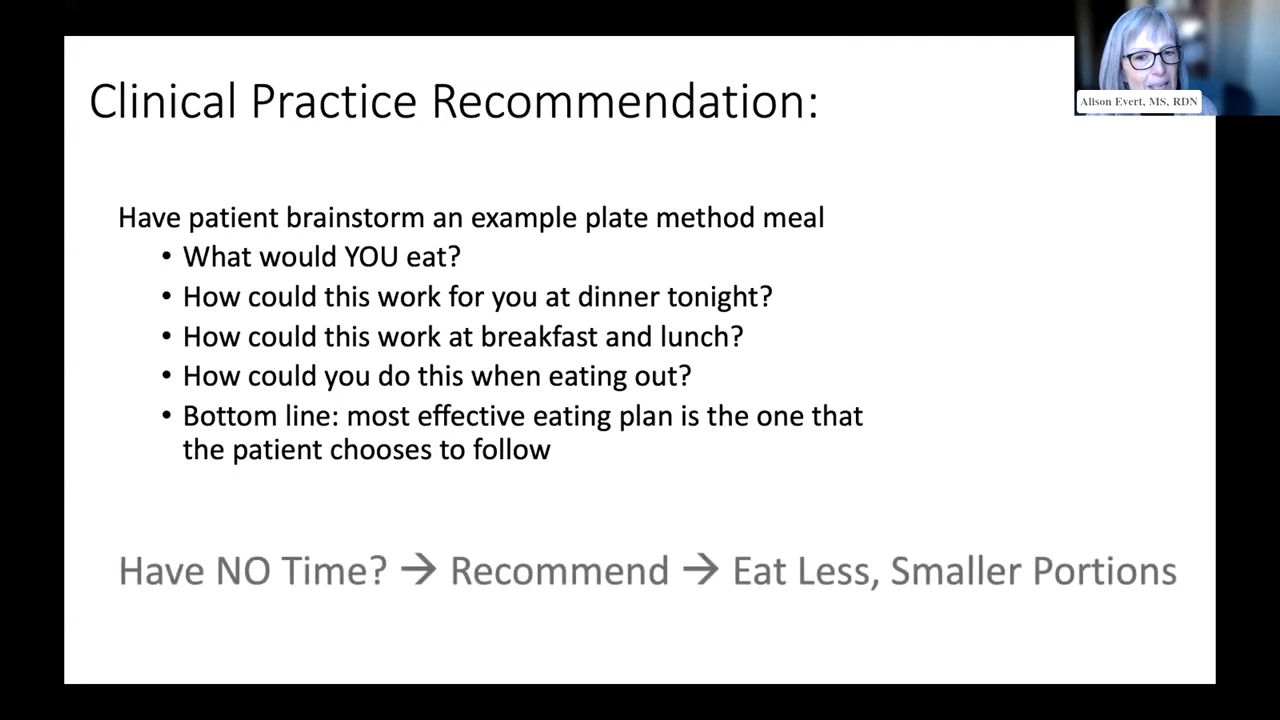 Clinical Practice Recommendation:
Alison Evert, MS, RDN
Have patient brainstorm an example plate method meal
• What would YOU eat?
• How could this work for you at dinner tonight?
• How could this work at breakfast and lunch?
• How could you do this when eating out?
• Bottom line: most effective eating plan is the one that
the patient chooses to follow
Have NO Time? → Recommend → Eat Less, Smaller Portions